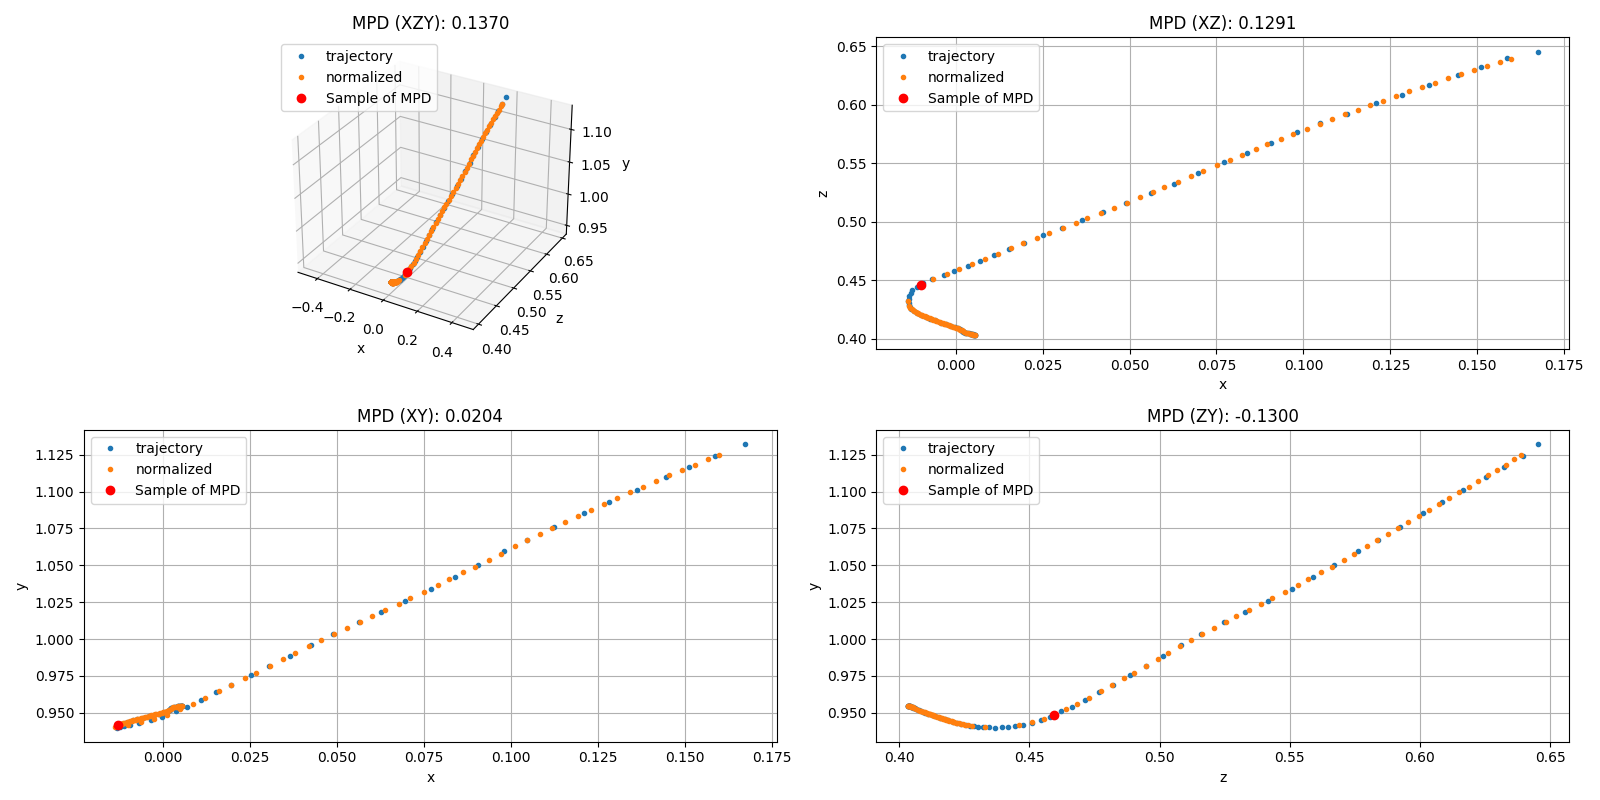 MPD (XZY): 0.1370
trajectory
normalized
Sample of MPD
1.10
1.05
1.00
0.95
y
−0.4
−0.2
0.0
0.2
0.4
x
0.40
0.45
0.50
0.55
0.60
0.65
z
MPD (XZ): 0.1291
trajectory
normalized
Sample of MPD
0.65
0.60
0.55
0.50
0.45
0.40
z
0.000 0.025 0.050 0.075 0.100 0.125 0.150 0.175
x
MPD (XY): 0.0204
trajectory
normalized
Sample of MPD
1.125
1.100
1.075
1.050
1.025
1.000
0.975
0.950
y
0.000 0.025 0.050 0.075 0.100 0.125 0.150 0.175
x
MPD (ZY): -0.1300
trajectory
normalized
Sample of MPD
1.125
1.100
1.075
1.050
1.025
1.000
0.975
0.950
y
0.40 0.45 0.50 0.55 0.60 0.65
z